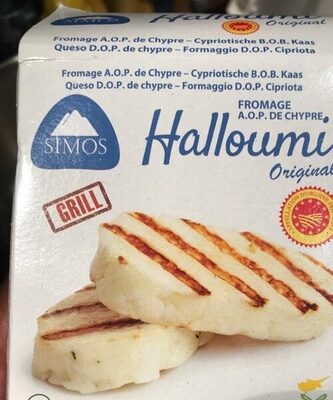 Original
Fromage A.O.P. de Chypre – Cypriotische B.O.B. Kaas
Queso D.O.P. de chypre – Formaggio D.O.P. Cipriota
Fromage A.O.P. de Chypre – Cypriotische B.O.B. Kaas
Queso D.O.P. de Chypre – Formaggio D.O.P. Cipriota
SIMOS
FROMAGE
A.O.P. DE CHYPRE
Halloumi
Original
GRILL